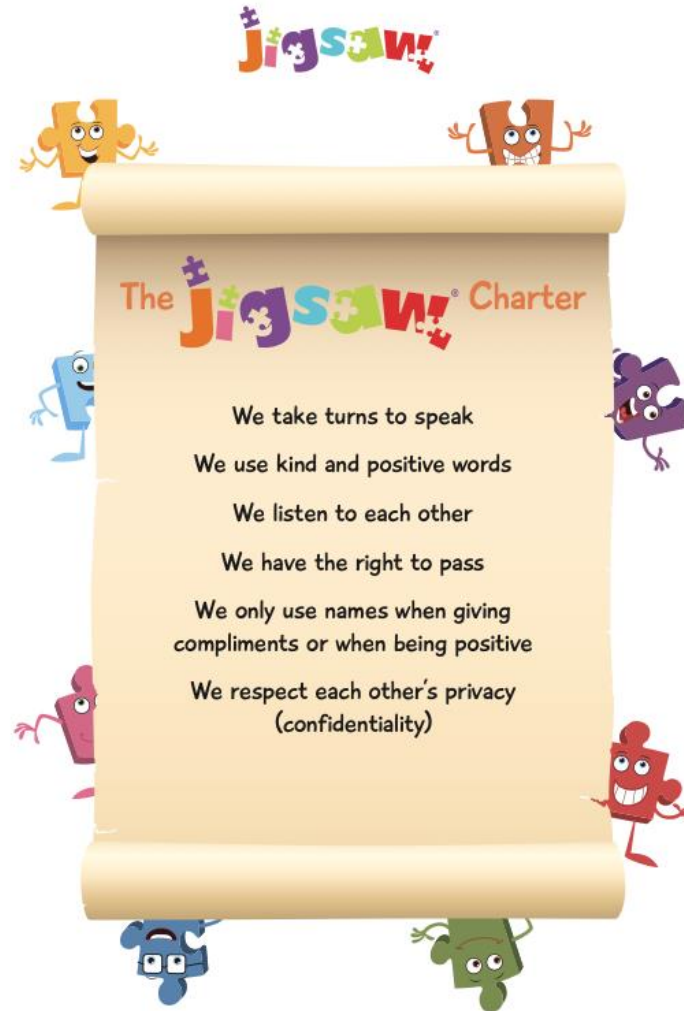 jigsaw®
The jigsaw® Charter
We take turns to speak
We use kind and positive words
We listen to each other
We have the right to pass
We only use names when giving
compliments or when being positive
We respect each other's privacy
(confidentiality)